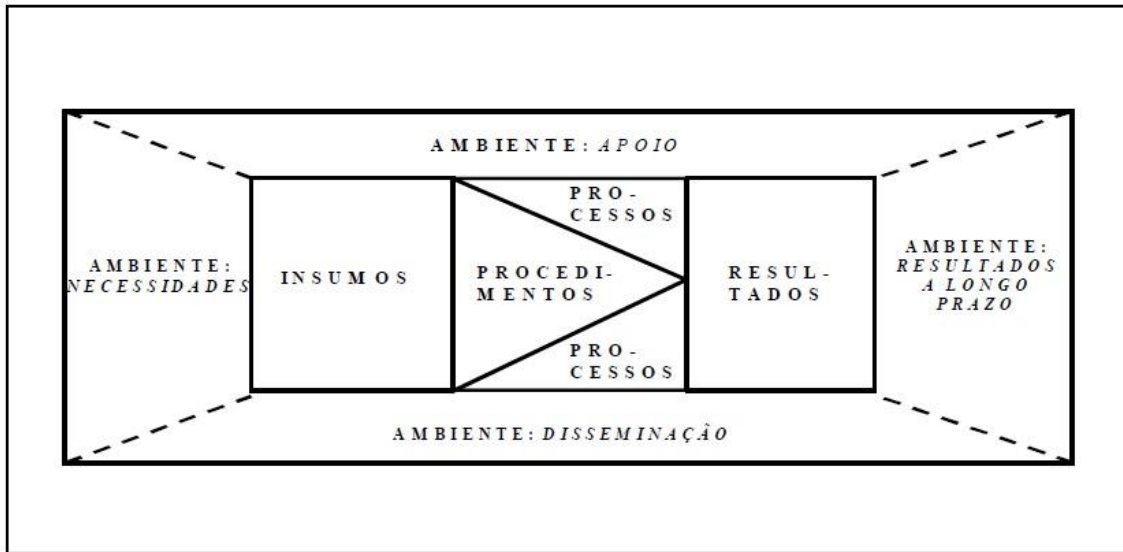 AMBIENTE: APOIO
PRO-
CESSOS
AMBIENTE:
NECESSIDADES
INSUMOS
PROCEDI-
MENTOS
RESUL-
TADOS
AMBIENTE:
RESULTADOS
A LONGO
PRAZO
PRO-
CESSOS
AMBIENTE: DISSEMINAÇÃO